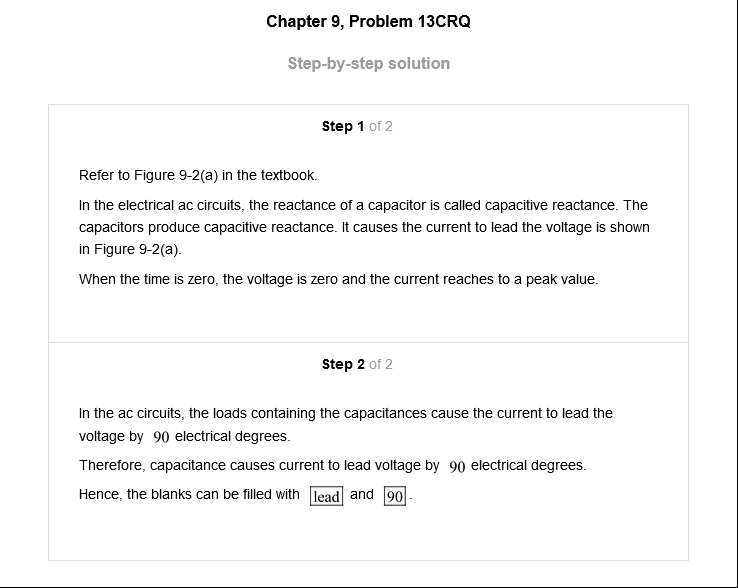 Chapter 9, Problem 13CRQ
Step-by-step solution
Step 1 of 2
Refer to Figure 9-2(a) in the textbook.
In the electrical ac circuits, the reactance of a capacitor is called capacitive reactance. The
capacitors produce capacitive reactance. It causes the current to lead the voltage is shown
in Figure 9-2(a).
When the time is zero, the voltage is zero and the current reaches to a peak value.
Step 2 of 2
In the ac circuits, the loads containing the capacitances cause the current to lead the
voltage by 90 electrical degrees.
Therefore, capacitance causes current to lead voltage by 90 electrical degrees.
Hence, the blanks can be filled with lead and 90.